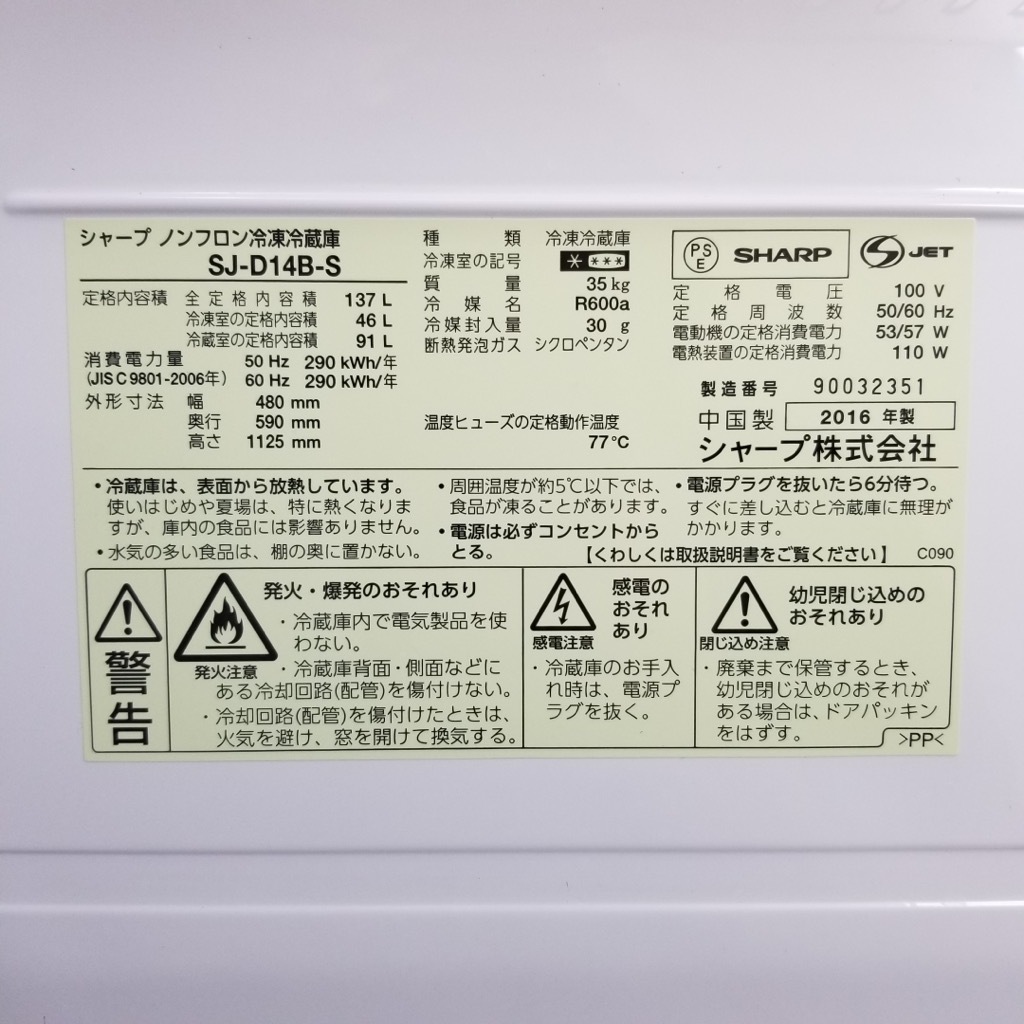 シャープ ノンフロン冷凍冷蔵庫
SJ-D14B-S
定格内容積 全定格内容積 137 L
冷凍室の定格内容積 46 L
冷蔵室の定格内容積 91 L
消費電力量 50 Hz 290 kWh/年
(JIS C 9801-2006年) 60 Hz 290 kWh/年
外形寸法 幅 480 mm
奥行 590 mm
高さ 1125 mm
種類 冷凍冷蔵庫
冷凍室の記号 * ***
質量 35 kg
冷媒名 R600a
冷媒封入量 30 g
断熱発泡ガス シクロペンタン
温度ヒューズの定格動作温度
77℃
PSE SHARP
S JET
定格電圧 100 V
定格周波数 50/60 Hz
電動機の定格消費電力 53/57 W
電熱装置の定格消費電力 110 W
製造番号 90032351
中国製 2016 年製
シャープ株式会社
・冷蔵庫は、表面から放熱しています。
使いはじめや夏場は、特に熱くなりま
すが、庫内の食品には影響ありません。
・水気の多い食品は、棚の奥に置かない。
・周囲温度が約5℃以下では、
食品が凍ることがあります。
・電源は必ずコンセントから
とる。
・電源プラグを抜いたら6分待つ。
すぐに差し込むと冷蔵庫に無理が
かかります。
【くわしくは取扱説明書をご覧ください】 C090
警告
発火・爆発のおそれあり
発火注意
・冷蔵庫内で電気製品を使
わない。
・冷蔵庫背面・側面などに
ある冷却回路(配管)を傷付けない。
・冷却回路(配管)を傷付けたときは、
火気を避け、窓を開けて換気する。
感電の
おそれ
あり
感電注意
・冷蔵庫のお手入
れ時は、電源プ
ラグを抜く。
幼児閉じ込めの
おそれあり
閉じ込め注意
・廃棄まで保管するとき、
幼児閉じ込めのおそれが
ある場合は、ドアパッキン
をはずす。
>PP<